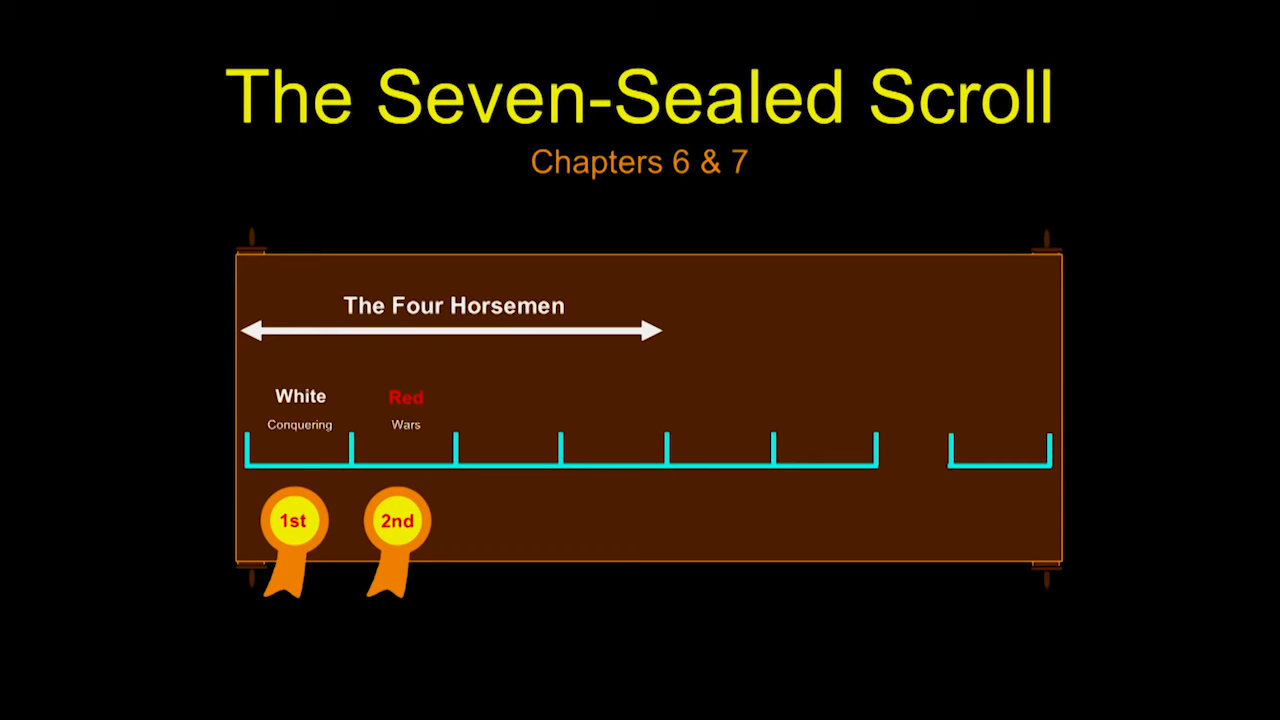 The Seven-Sealed Scroll
Chapters 6 & 7
The Four Horsemen
White
Red
Conquering
Wars
1st
2nd